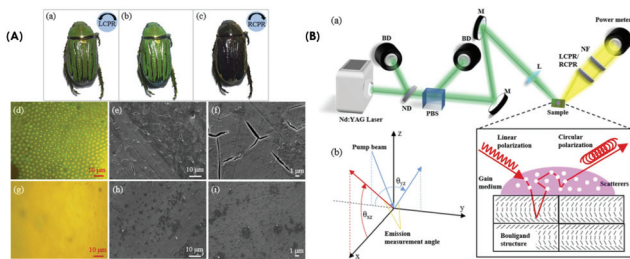 (A)
(a)
LCPR
(b)
(c)
RCPR
(d)
10 μm
(e)
10 μm
(f)
1 μm
(g)
10 μm
(h)
10 μm
(i)
1 μm
(B)
(a)
BD
BD
M
M
Power meter
NF
LCPR/
RCPR
L
Nd:YAG Laser
ND
PBS
Sample
(b)
z
Pump beam
θyz
θxz
y
x
Emission
measurement angle
Linear
polarization
Circular
polarization
Gain
medium
Scatterers
Bouligand
structure